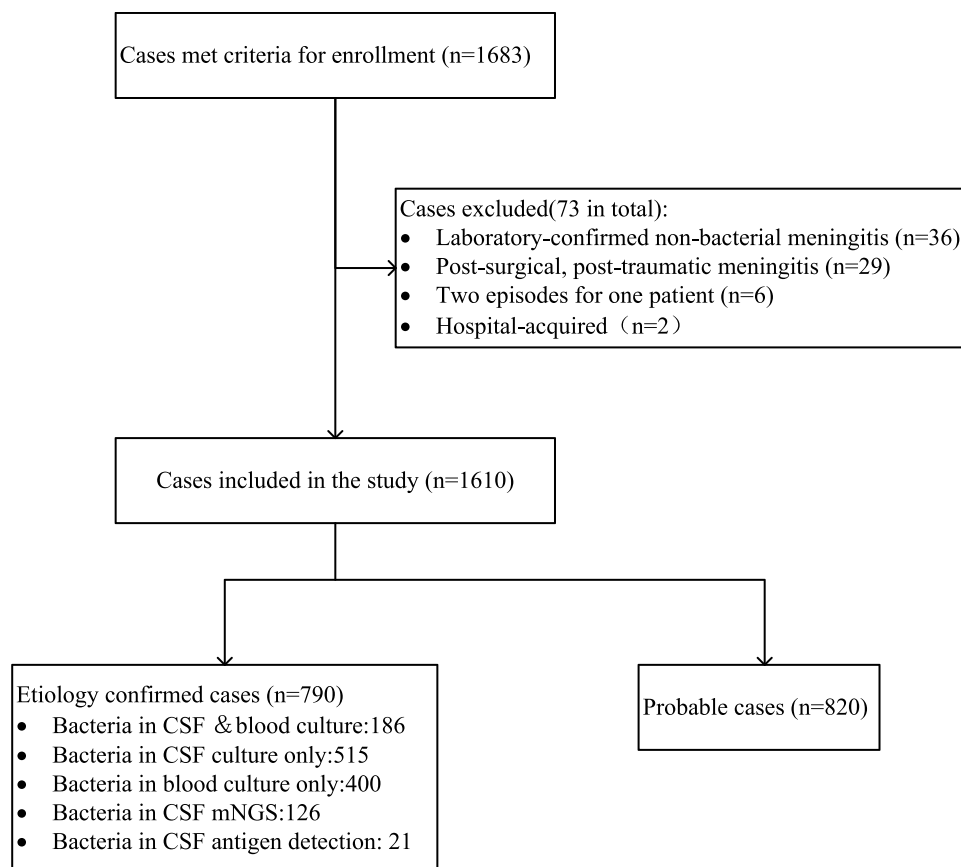 Cases met criteria for enrollment (n=1683)
Cases excluded(73 in total):
• Laboratory-confirmed non-bacterial meningitis (n=36)
• Post-surgical, post-traumatic meningitis (n=29)
• Two episodes for one patient (n=6)
• Hospital-acquired（n=2）
Cases included in the study (n=1610)
Etiology confirmed cases (n=790)
• Bacteria in CSF ＆blood culture:186
• Bacteria in CSF culture only:515
• Bacteria in blood culture only:400
• Bacteria in CSF mNGS:126
• Bacteria in CSF antigen detection: 21
Probable cases (n=820)